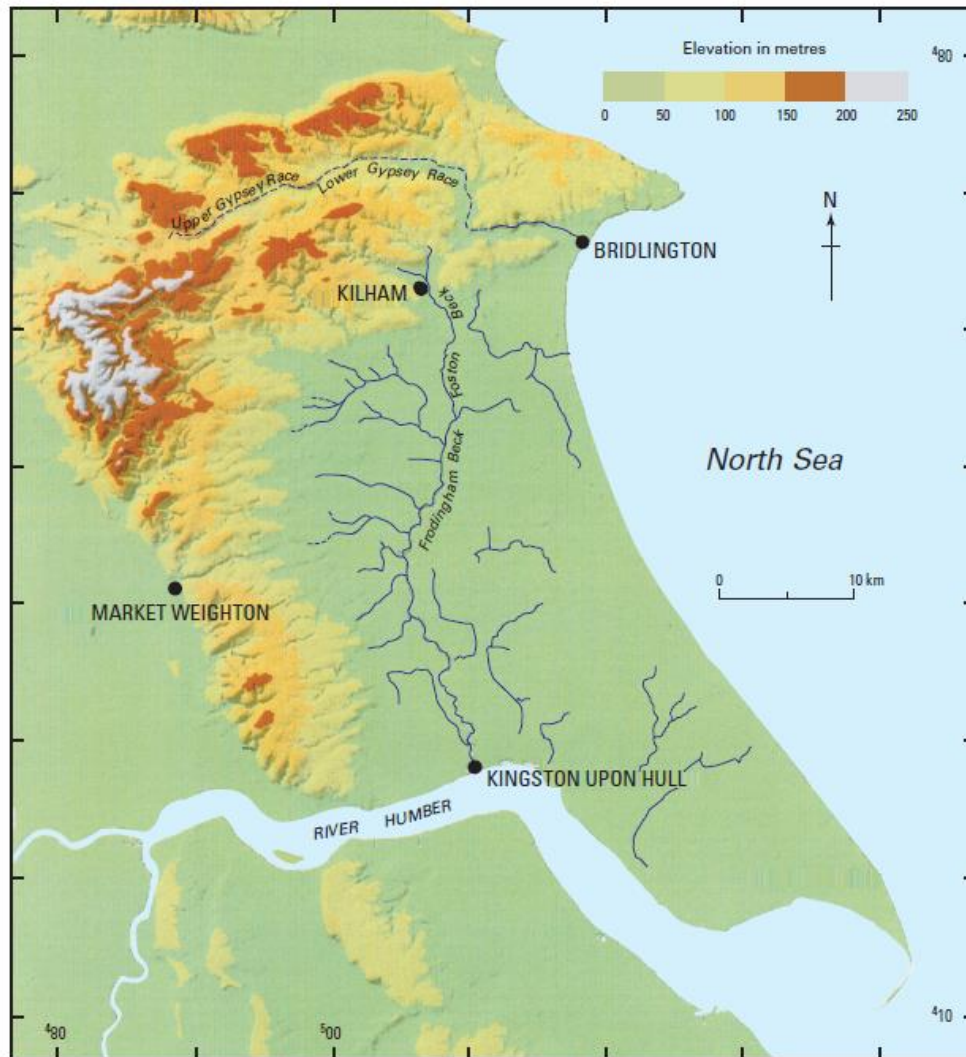 Elevation in metres
0 50 100 150 200 250
⁴80
Upper Gypsey Race
Lower Gypsey Race
N
BRIDLINGTON
KILHAM
Foston Beck
North Sea
Frodingham Beck
0 10 km
MARKET WEIGHTON
KINGSTON UPON HULL
RIVER HUMBER
⁴80
⁵00
⁴10